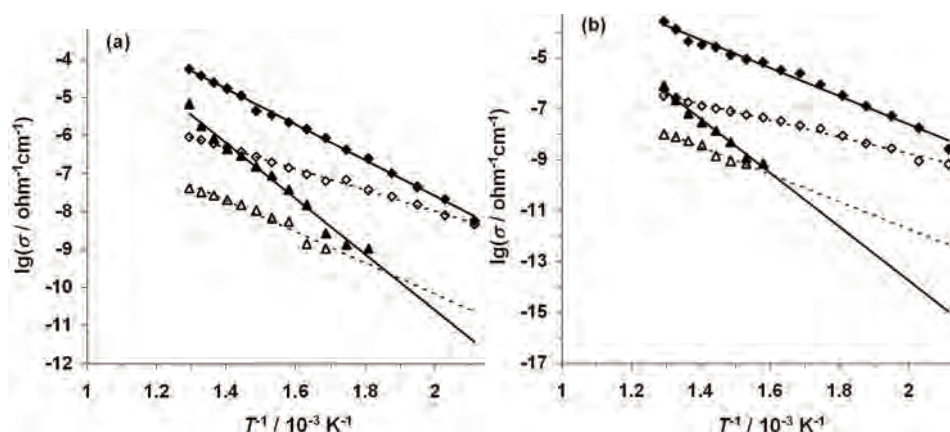 (a)
lg(σ / ohm⁻¹cm⁻¹)
-4
-5
-6
-7
-8
-9
-10
-11
-12
1 1.2 1.4 1.6 1.8 2
T⁻¹ / 10⁻³ K⁻¹
(b)
lg(σ / ohm⁻¹cm⁻¹)
-5
-7
-9
-11
-13
-15
-17
1 1.2 1.4 1.6 1.8 2
T⁻¹ / 10⁻³ K⁻¹